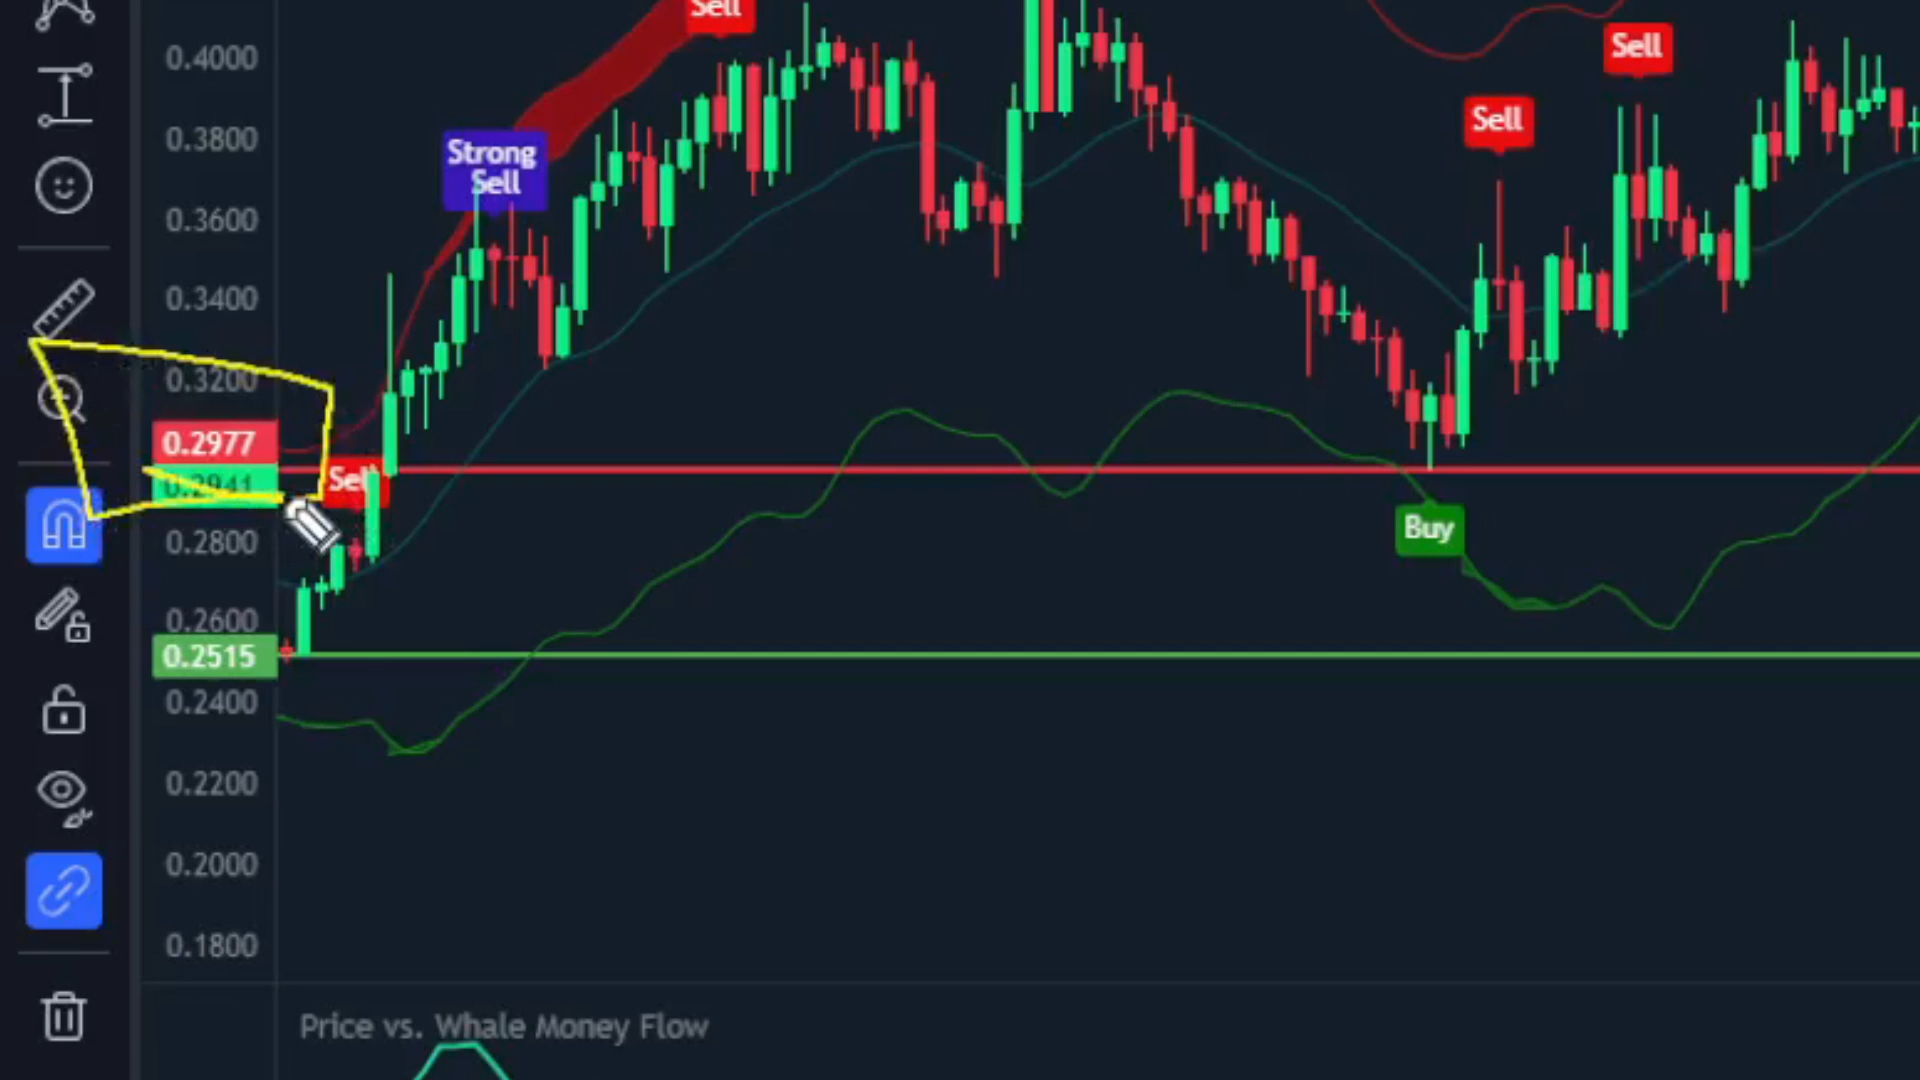 Sell
0.4000
Sell
Sell
0.3800
Strong
Sell
0.3600
0.3400
0.3200
0.2977
Sell
0.2941
Buy
0.2800
0.2600
0.2515
0.2400
0.2200
0.2000
0.1800
Price vs. Whale Money Flow